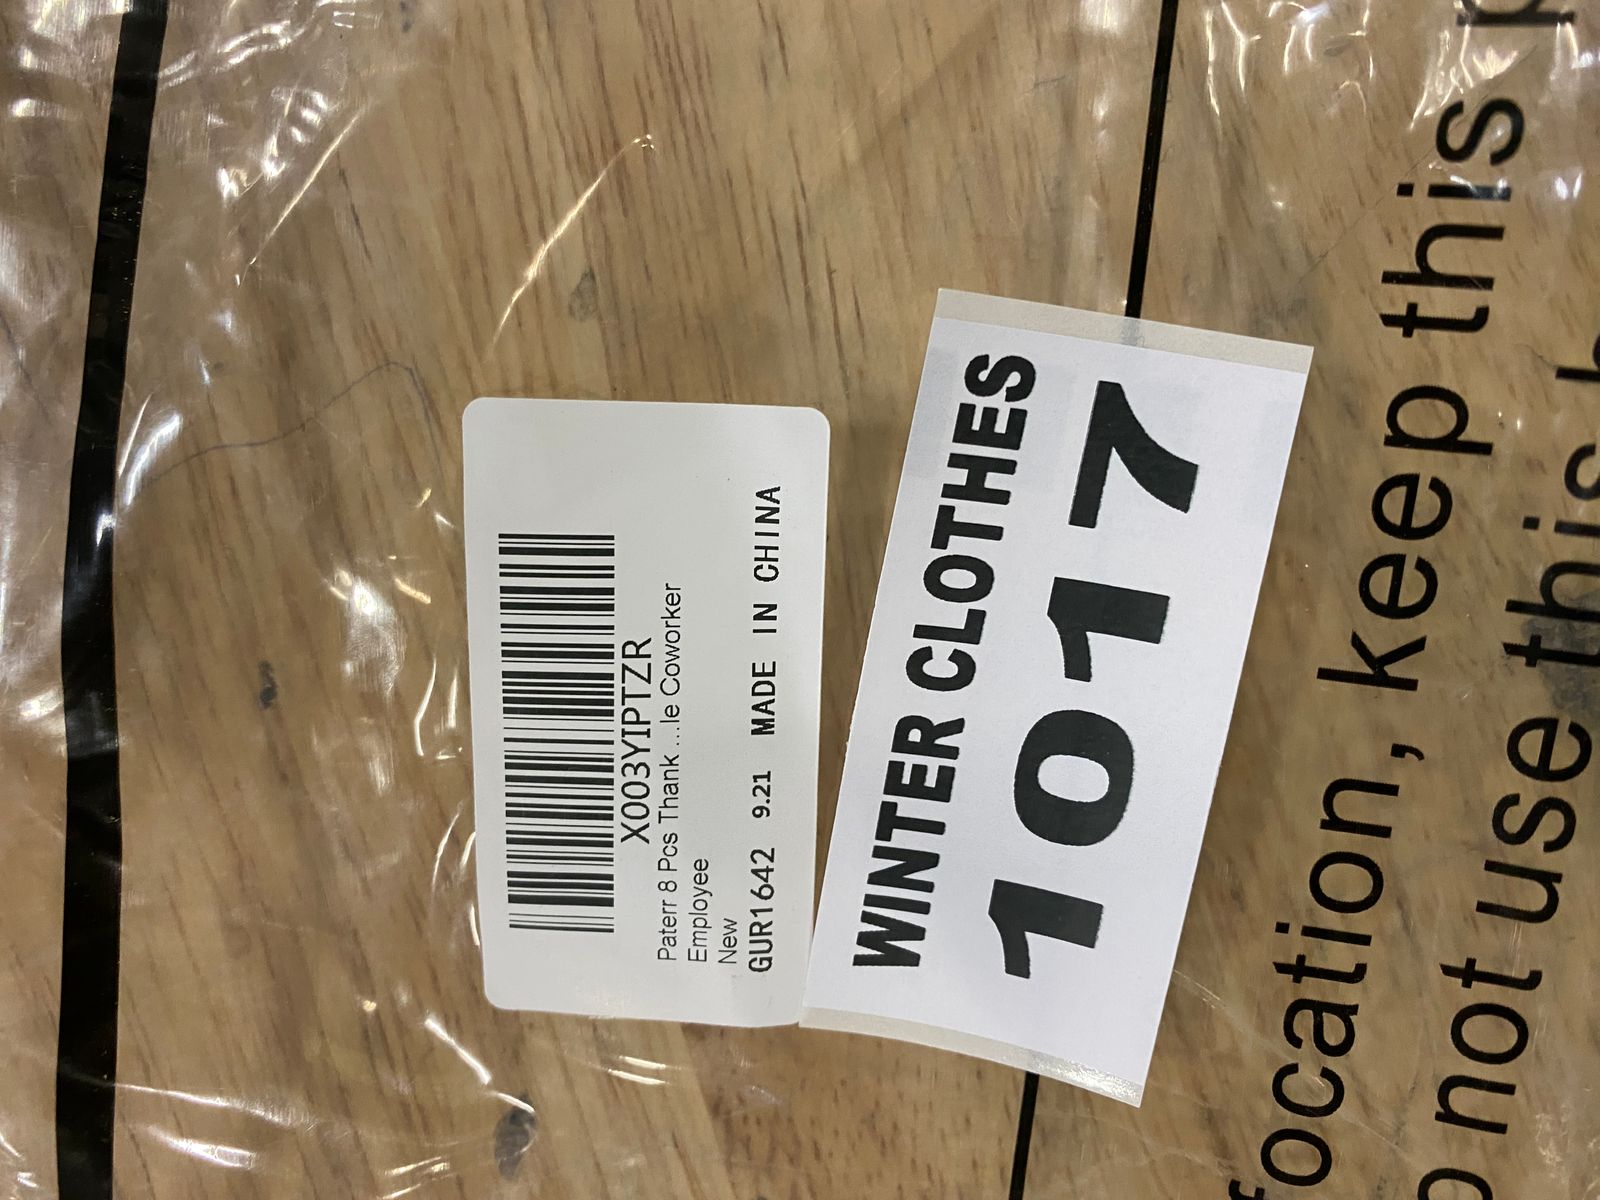 X003YIPTZR
Paterr 8 Pcs Thank ...le Coworker
Employee
New
GUR1642 9.21 MADE IN CHINA
WINTER CLOTHES
1017
focation, keep this p
not use this b